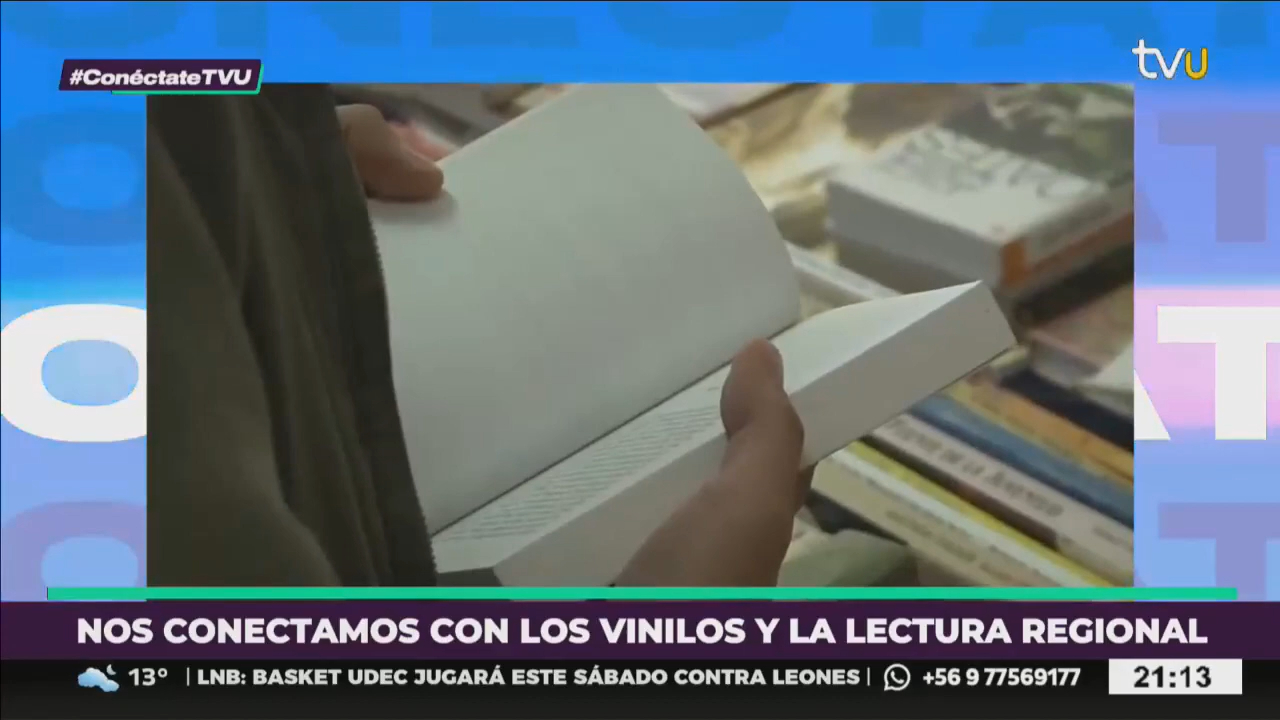 #ConéctateTVU
tvu
NOS CONECTAMOS CON LOS VINILOS Y LA LECTURA REGIONAL
13° | LNB: BASKET UDEC JUGARÁ ESTE SÁBADO CONTRA LEONES | +56 9 77569177
21:13